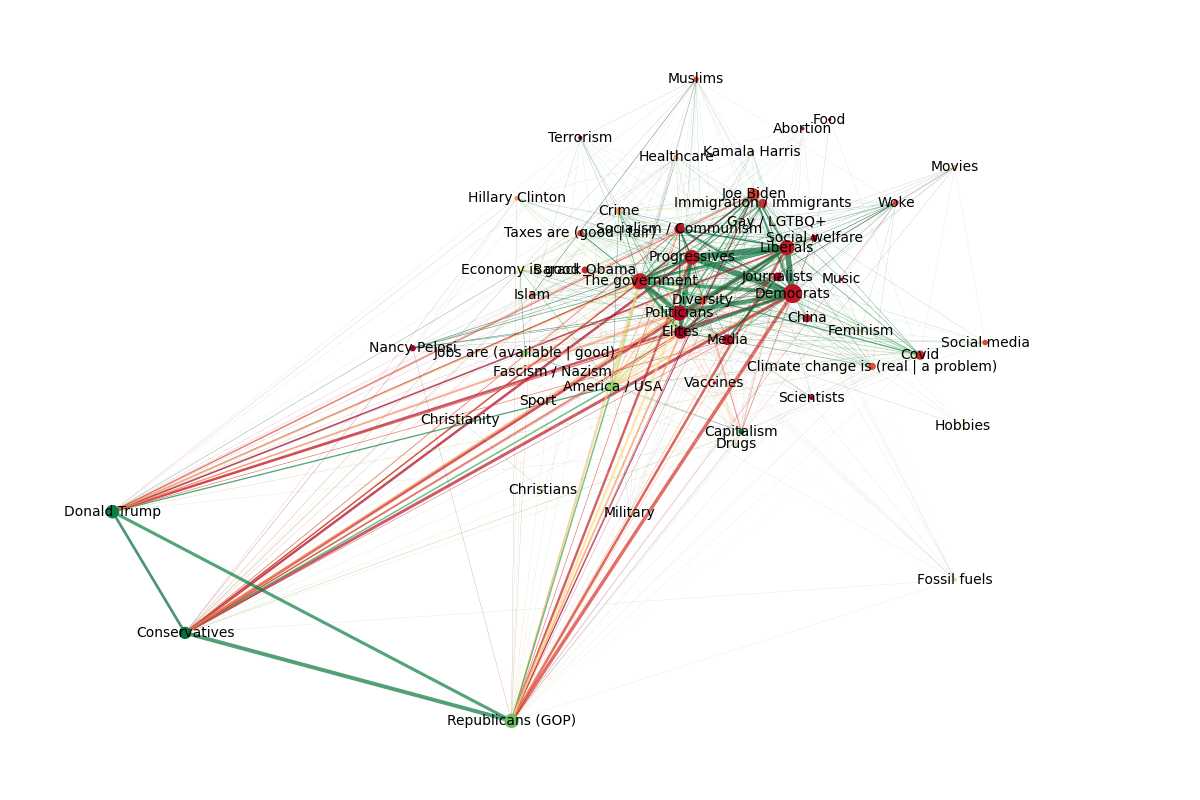 Muslims
Food
Abortion
Terrorism
Kamala Harris
Healthcare
Movies
Joe Biden
Hillary Clinton
Immigration / immigrants
Woke
Crime
Gay / LGTBQ+
Socialism / Communism
Taxes are (good | fair)
Social welfare
Liberals
Progressives
Economy is good
Barack Obama
Journalists
Music
The government
Islam
Democrats
Diversity
Politicians
China
Elites
Feminism
Media
Social media
Nancy Pelosi
Jobs are (available | good)
Covid
Climate change is (real | a problem)
Fascism / Nazism
Vaccines
America / USA
Scientists
Sport
Christianity
Hobbies
Capitalism
Drugs
Christians
Donald Trump
Military
Fossil fuels
Conservatives
Republicans (GOP)